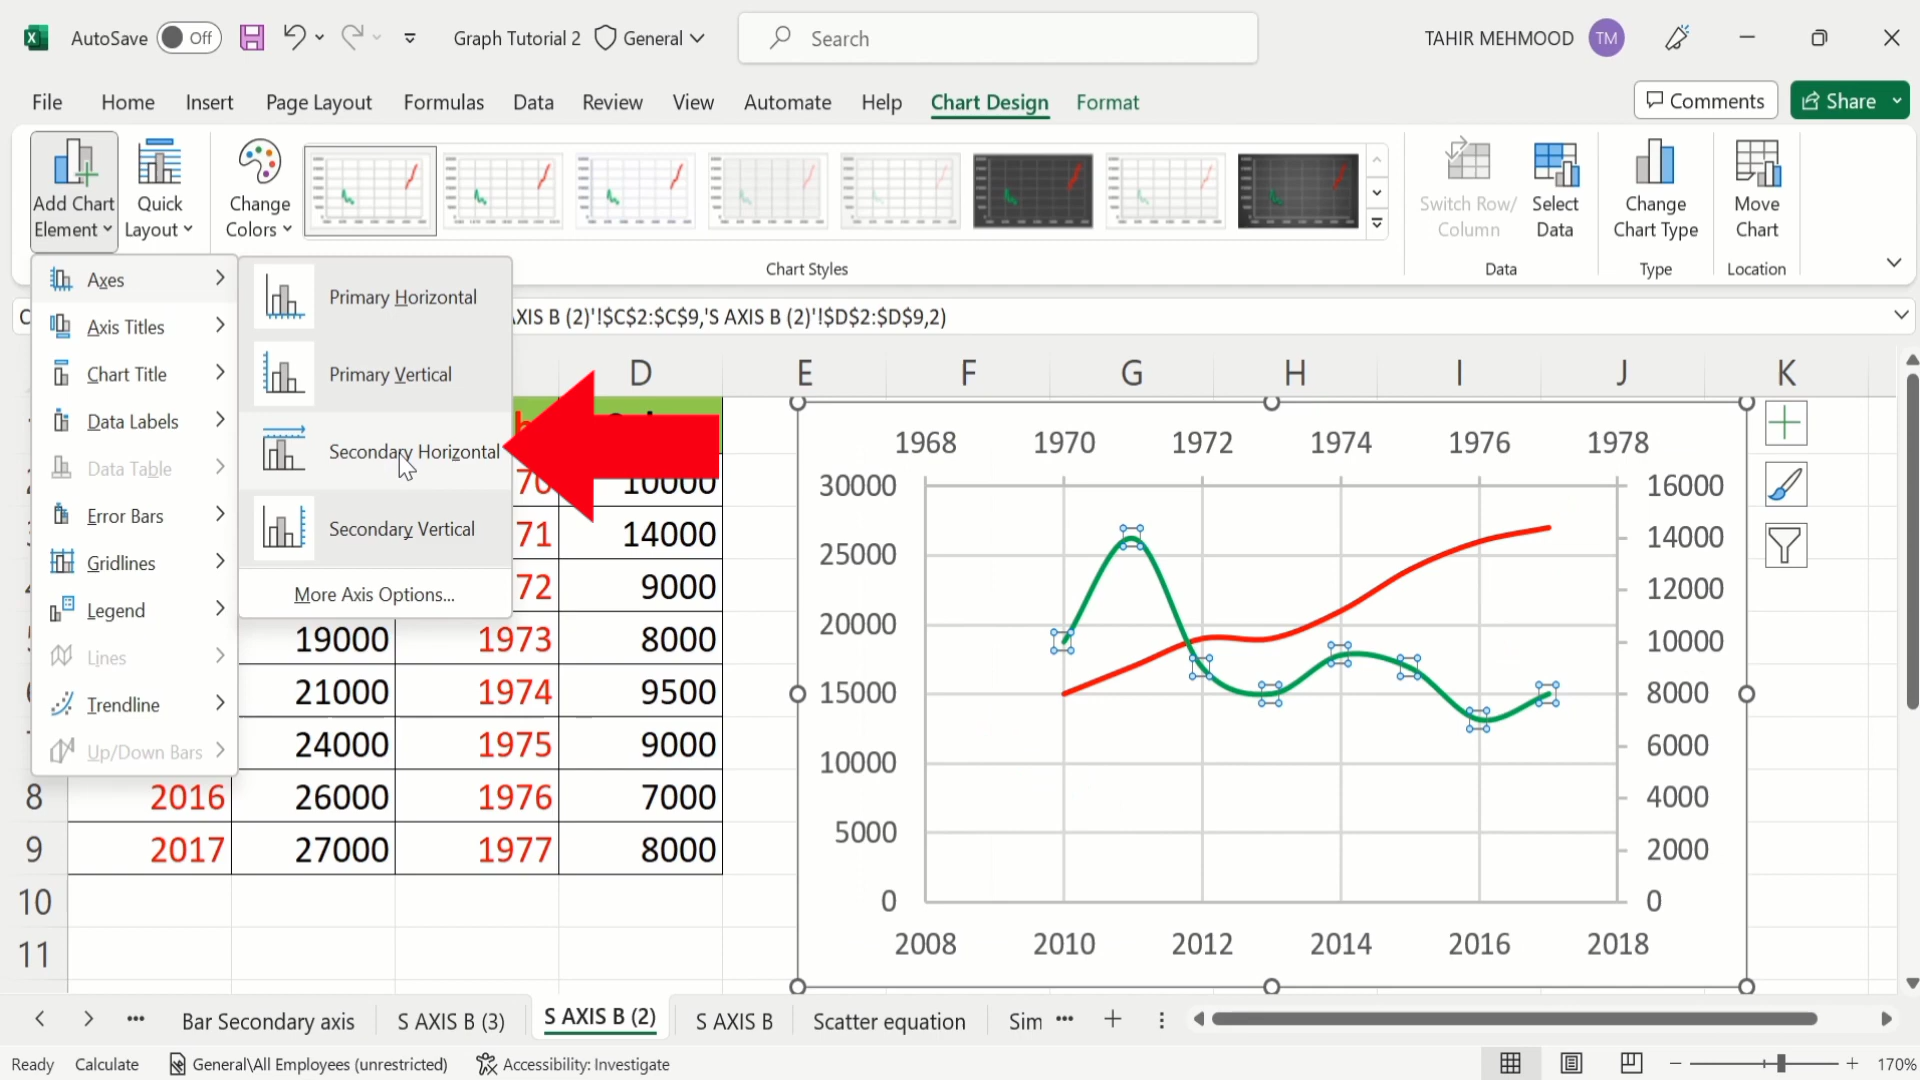 AutoSave Off Graph Tutorial 2 General Search TAHIR MEHMOOD TM
File Home Insert Page Layout Formulas Data Review View Automate Help Chart Design Format Comments Share
Add Chart Element
Quick Layout
Change Colors
Switch Row/ Column
Select Data
Change Chart Type
Move Chart
Chart Styles
Data
Type
Location
AXIS B (2)'!$C$2:$C$9,'S AXIS B (2)'!$D$2:$D$9,2)
Axes
Axis Titles
Chart Title
Data Labels
Data Table
Error Bars
Gridlines
Legend
Lines
Trendline
Up/Down Bars
Primary Horizontal
Primary Vertical
Secondary Horizontal
Secondary Vertical
More Axis Options...
D E F G H I J K
70 10000
71 14000
72 9000
19000 1973 8000
21000 1974 9500
24000 1975 9000
8 2016 26000 1976 7000
9 2017 27000 1977 8000
10
11
1968 1970 1972 1974 1976 1978
30000 16000
25000 14000
20000 12000
15000 10000
10000 8000
5000 6000
0 4000
2000
0
2008 2010 2012 2014 2016 2018
Bar Secondary axis S AXIS B (3) S AXIS B (2) S AXIS B Scatter equation Sim
Ready Calculate General\All Employees (unrestricted) Accessibility: Investigate 170%